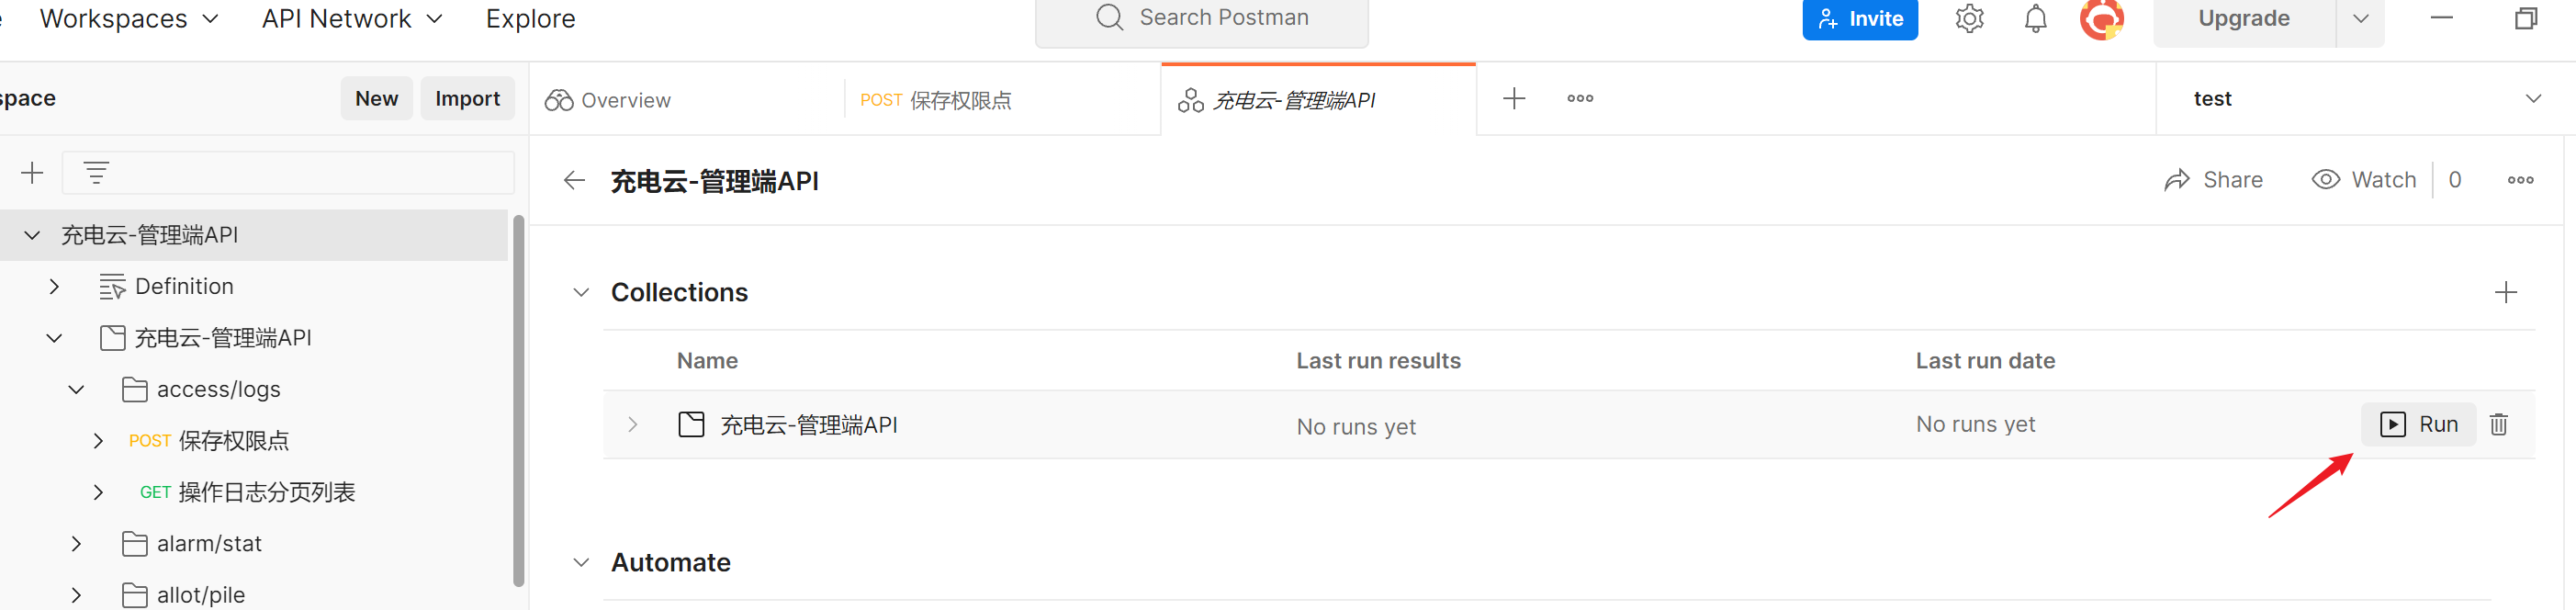 Workspaces API Network Explore Search Postman Invite Upgrade
space New Import Overview POST 保存权限点 充电云-管理端API test
充电云-管理端API Share Watch 0
充电云-管理端API
Definition
Collections
充电云-管理端API
Name Last run results Last run date
access/logs
充电云-管理端API No runs yet No runs yet Run
POST 保存权限点
GET 操作日志分页列表
alarm/stat
Automate
allot/pile